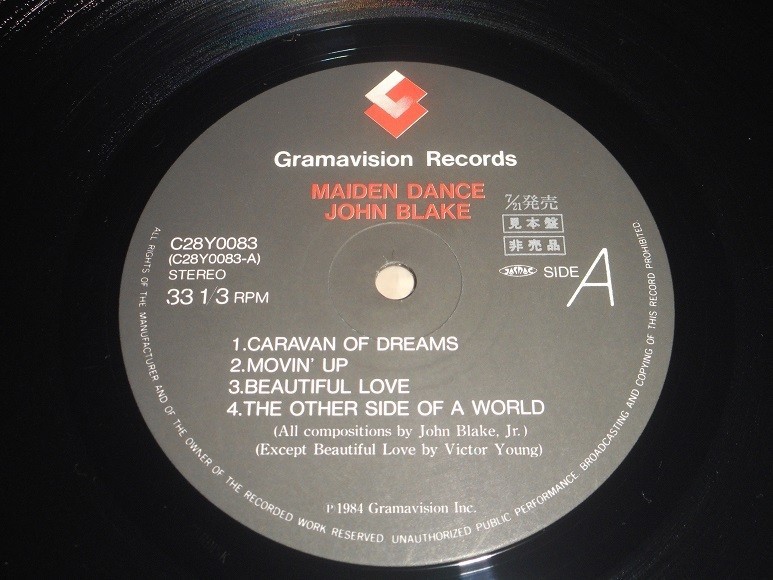 Gramavision Records
MAIDEN DANCE
JOHN BLAKE
7/21発売
見本盤
非売品
C28Y0083
(C28Y0083-A)
STEREO
33 1/3 RPM
JASRAC
SIDE A
1.CARAVAN OF DREAMS
2.MOVIN' UP
3.BEAUTIFUL LOVE
4.THE OTHER SIDE OF A WORLD
(All compositions by John Blake, Jr.)
(Except Beautiful Love by Victor Young)
℗1984 Gramavision Inc.
ALL RIGHTS OF THE MANUFACTURER AND OF THE OWNER OF THE RECORDED WORK RESERVED UNAUTHORIZED PUBLIC PERFORMANCE. BROADCASTING AND COPYING OF THIS RECORD PROHIBITED.